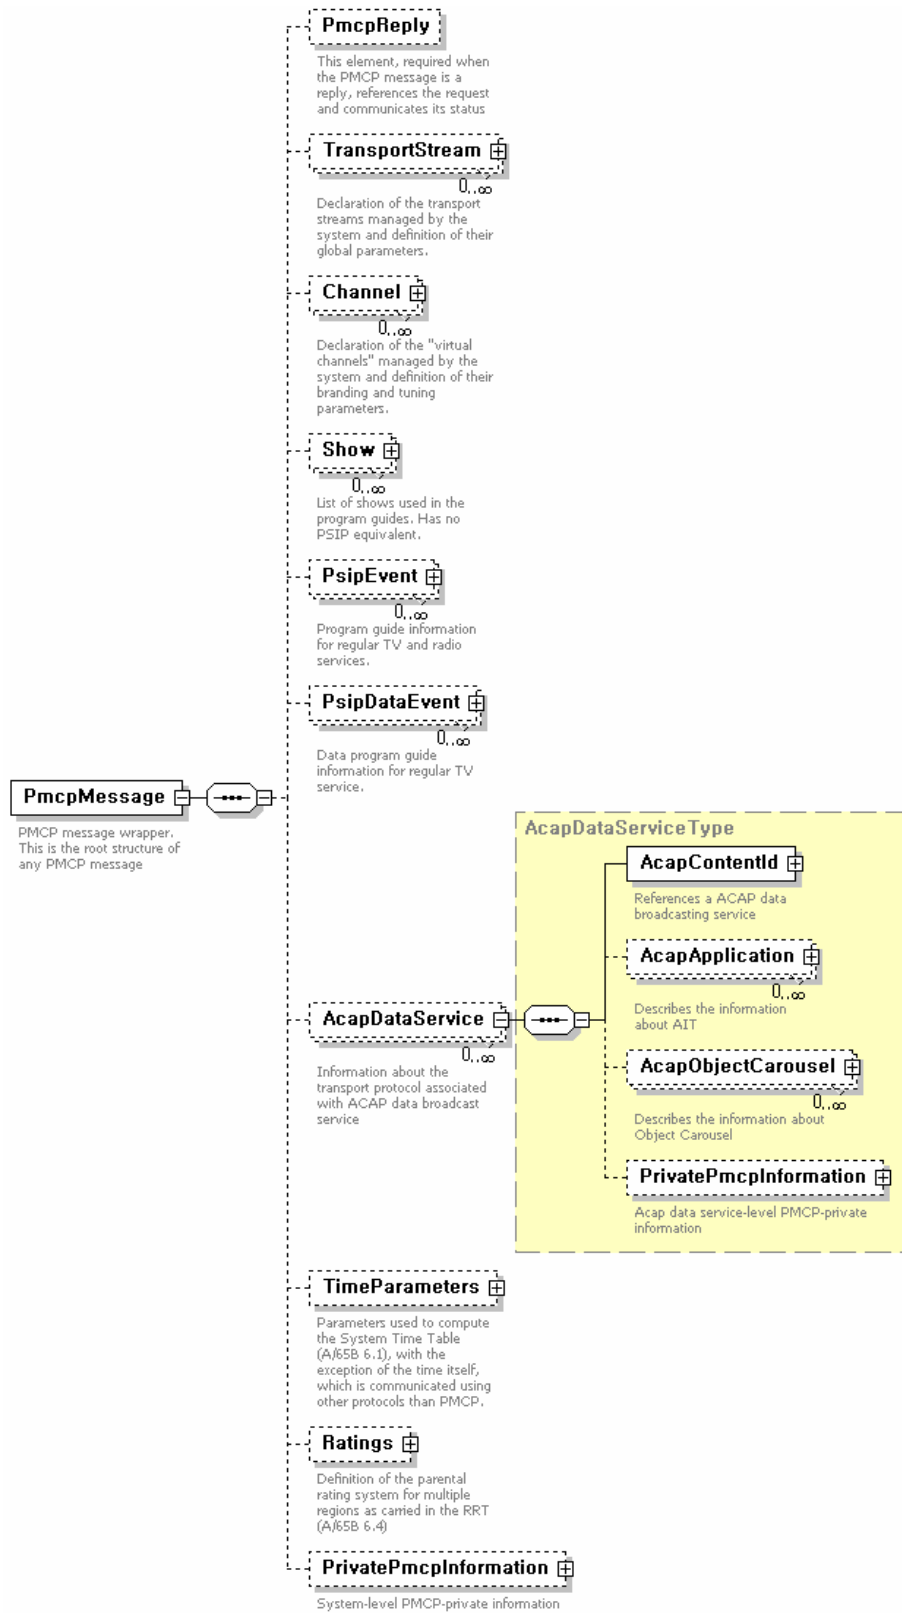 PmcpReply
This element, required when
the PMCP message is a
reply, references the request
and communicates its status
TransportStream
0..∞
Declaration of the transport
streams managed by the
system and definition of their
global parameters.
Channel
0..∞
Declaration of the "virtual
channels" managed by the
system and definition of their
branding and tuning
parameters.
Show
0..∞
List of shows used in the
program guides. Has no
PSIP equivalent.
PsipEvent
0..∞
Program guide information
for regular TV and radio
services.
PsipDataEvent
0..∞
Data program guide
information for regular TV
service.
PmcpMessage
PMCP message wrapper.
This is the root structure of
any PMCP message
AcapDataServiceType
AcapContentId
References a ACAP data
broadcasting service
AcapApplication
0..∞
Describes the information
about AIT
AcapDataService
0..∞
Information about the
transport protocol associated
with ACAP data broadcast
service
AcapObjectCarousel
0..∞
Describes the information about
Object Carousel
PrivatePmcpInformation
Acap data service-level PMCP-private
information
TimeParameters
Parameters used to compute
the System Time Table
(A/65B 6.1), with the
exception of the time itself,
which is communicated using
other protocols than PMCP.
Ratings
Definition of the parental
rating system for multiple
regions as carried in the RRT
(A/65B 6.4)
PrivatePmcpInformation
System-level PMCP-private information